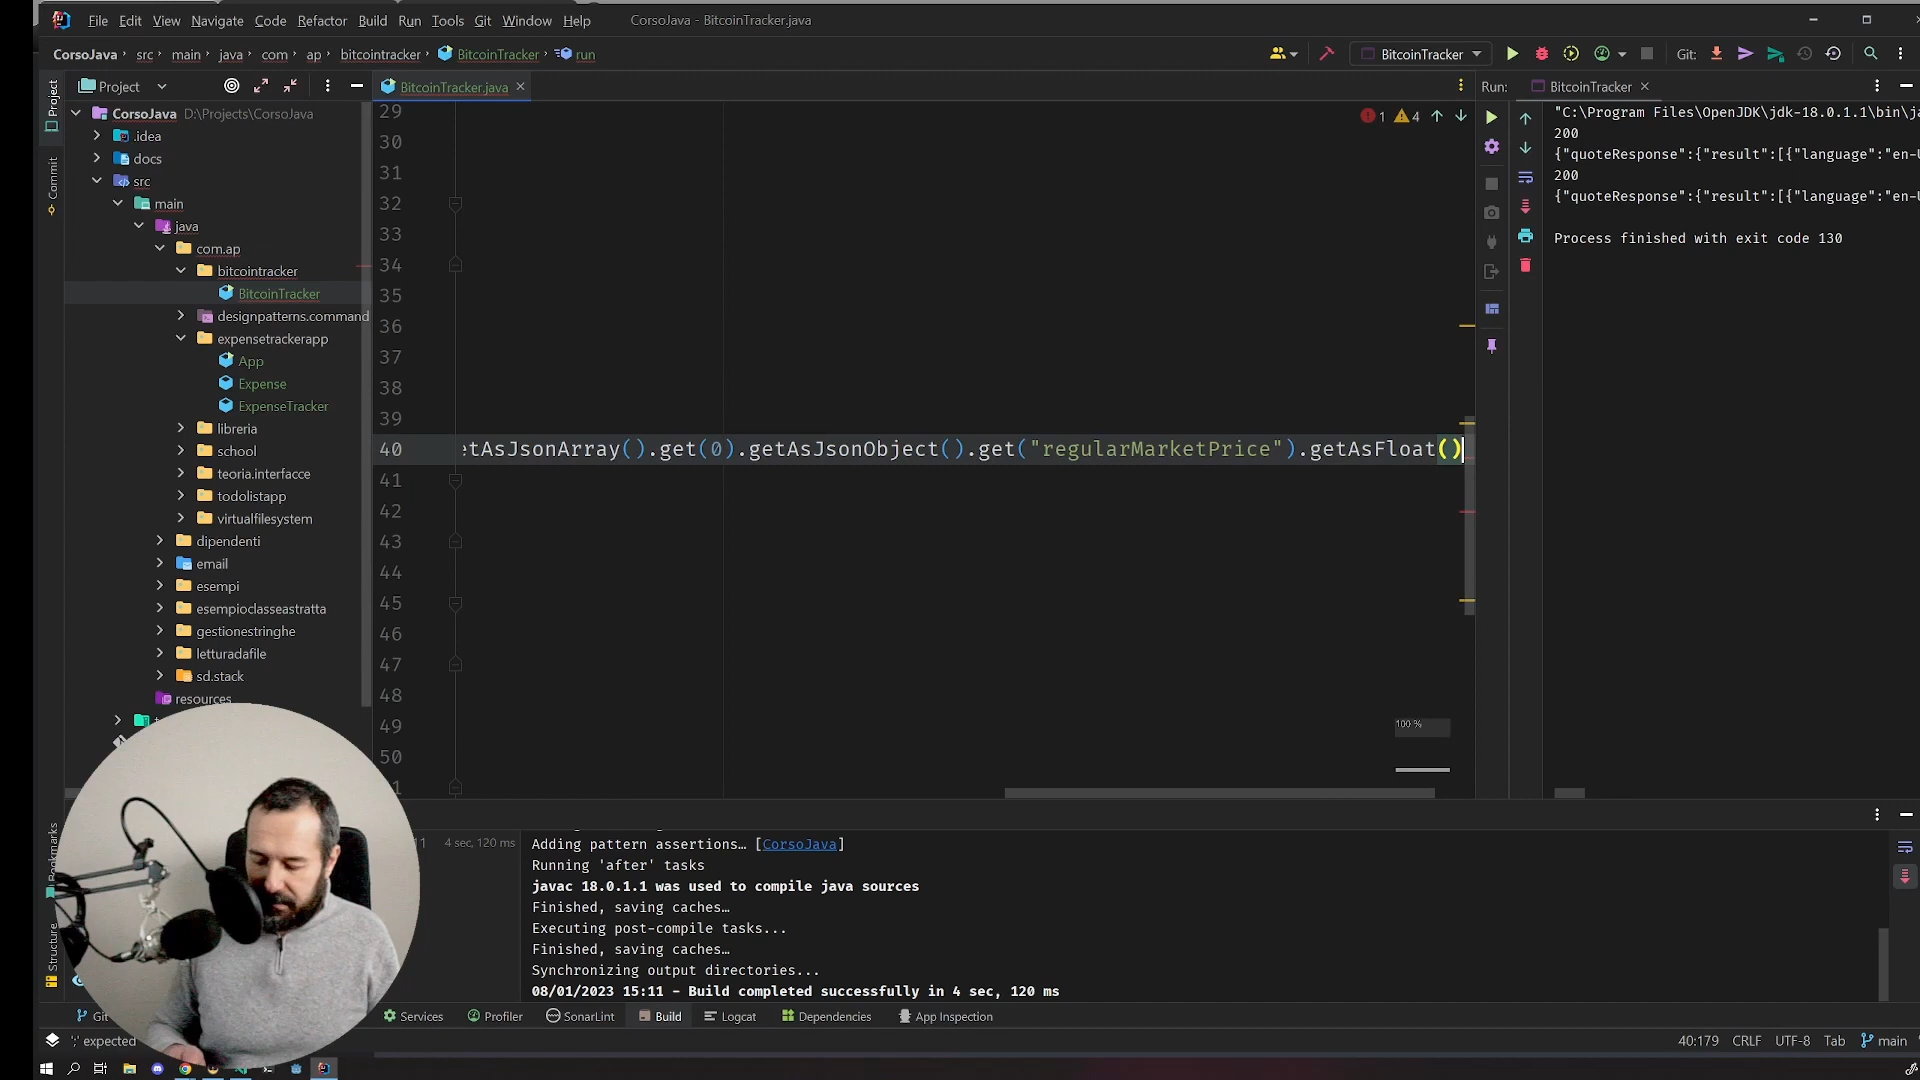 File Edit View Navigate Code Refactor Build Run Tools Git Window Help CorsoJava - BitcoinTracker.java
CorsoJava src main java com ap bitcointracker BitcoinTracker run BitcoinTracker Git:
Project
BitcoinTracker.java
Run: BitcoinTracker
Project
Commit
CorsoJava D:\Projects\CorsoJava
.idea
docs
src
main
java
com.ap
bitcointracker
BitcoinTracker
designpatterns.command
expensetrackerapp
App
Expense
ExpenseTracker
libreria
school
teoria.interfacce
todolistapp
virtualfilesystem
dipendenti
email
esempi
esempioclasseastratta
gestionestringhe
letturadafile
sd.stack
resources
29
30
31
32
33
34
35
36
37
38
39
40 etAsJsonArray().get(0).getAsJsonObject().get("regularMarketPrice").getAsFloat()
41
42
43
44
45
46
47
48
49
50
1 4
100 %
"C:\Program Files\OpenJDK\jdk-18.0.1.1\bin\ja
200
{"quoteResponse":{"result":[{"language":"en-U
200
{"quoteResponse":{"result":[{"language":"en-U
Process finished with exit code 130
Bookmarks
Structure
4 sec, 120 ms
Adding pattern assertions… [CorsoJava]
Running 'after' tasks
javac 18.0.1.1 was used to compile java sources
Finished, saving caches…
Executing post-compile tasks...
Finished, saving caches…
Synchronizing output directories...
08/01/2023 15:11 - Build completed successfully in 4 sec, 120 ms
Git Services Profiler SonarLint Build Logcat Dependencies App Inspection
';' expected 40:179 CRLF UTF-8 Tab main